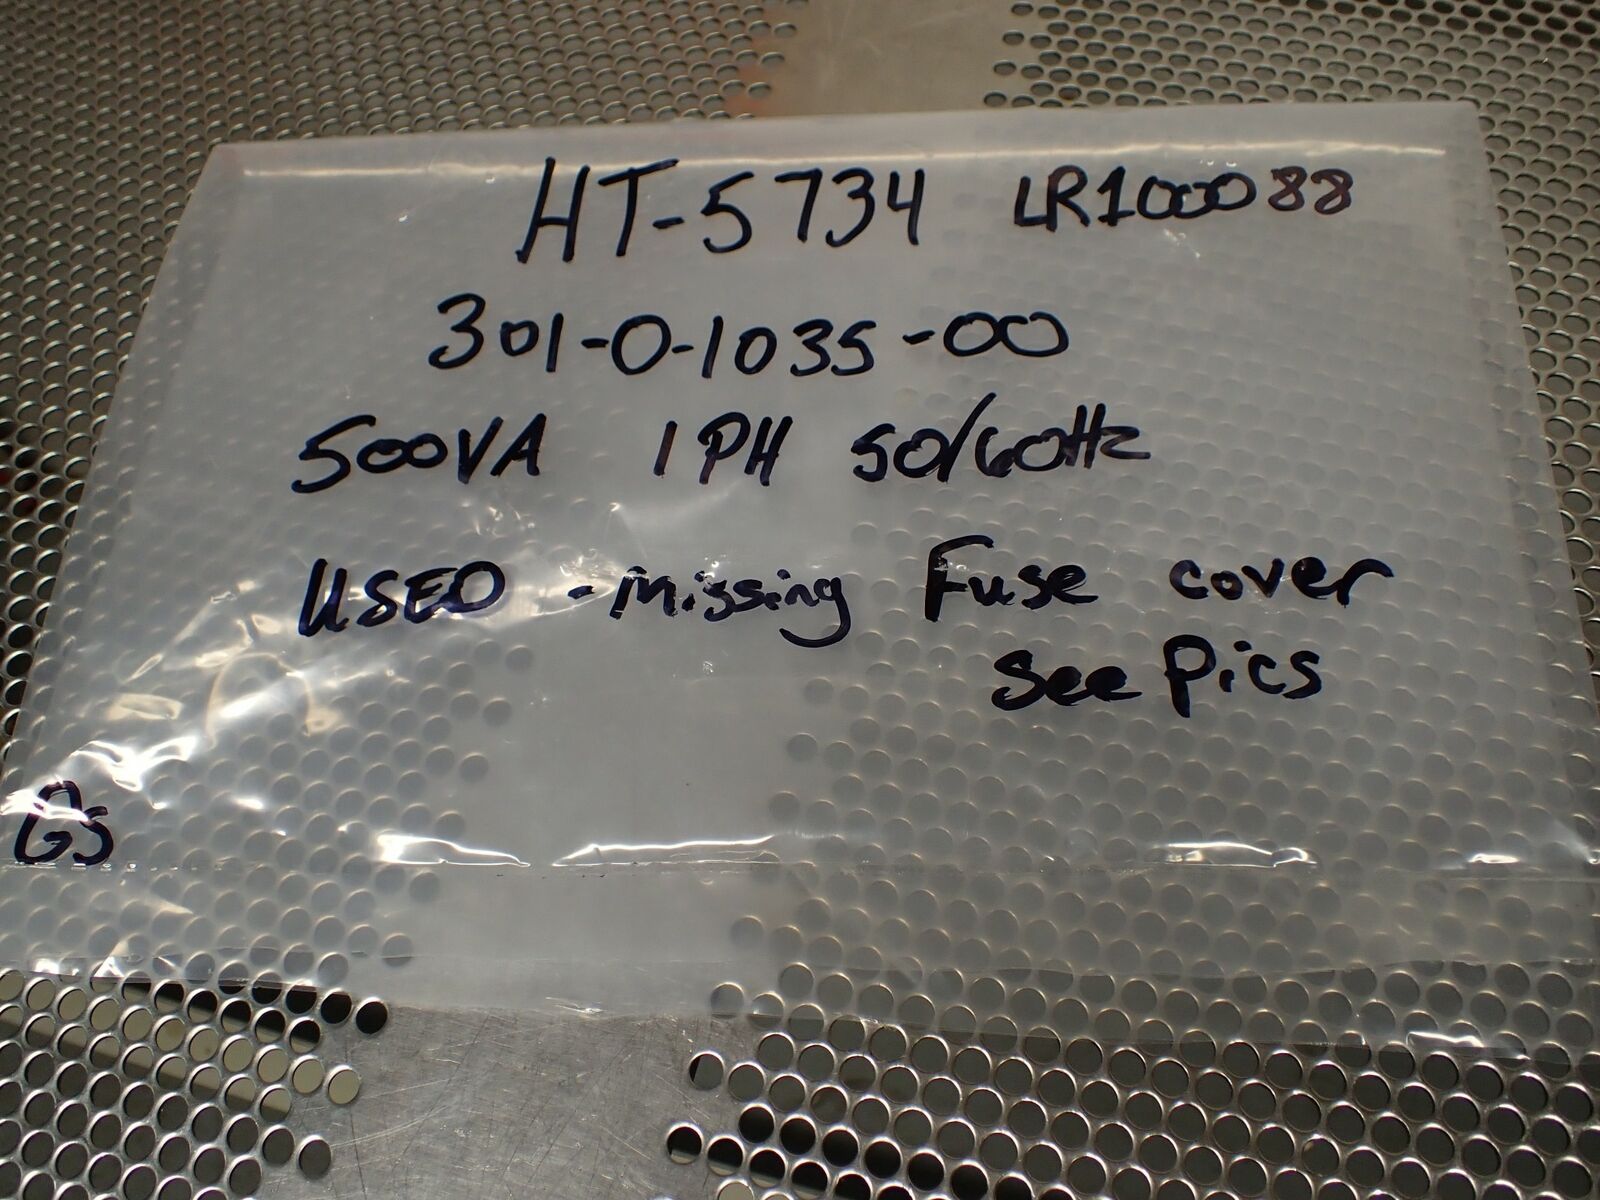 HT-5734 LR100088
301-0-1035-00
500VA 1PH 50/60Hz
USED - missing Fuse cover
See Pics
GS